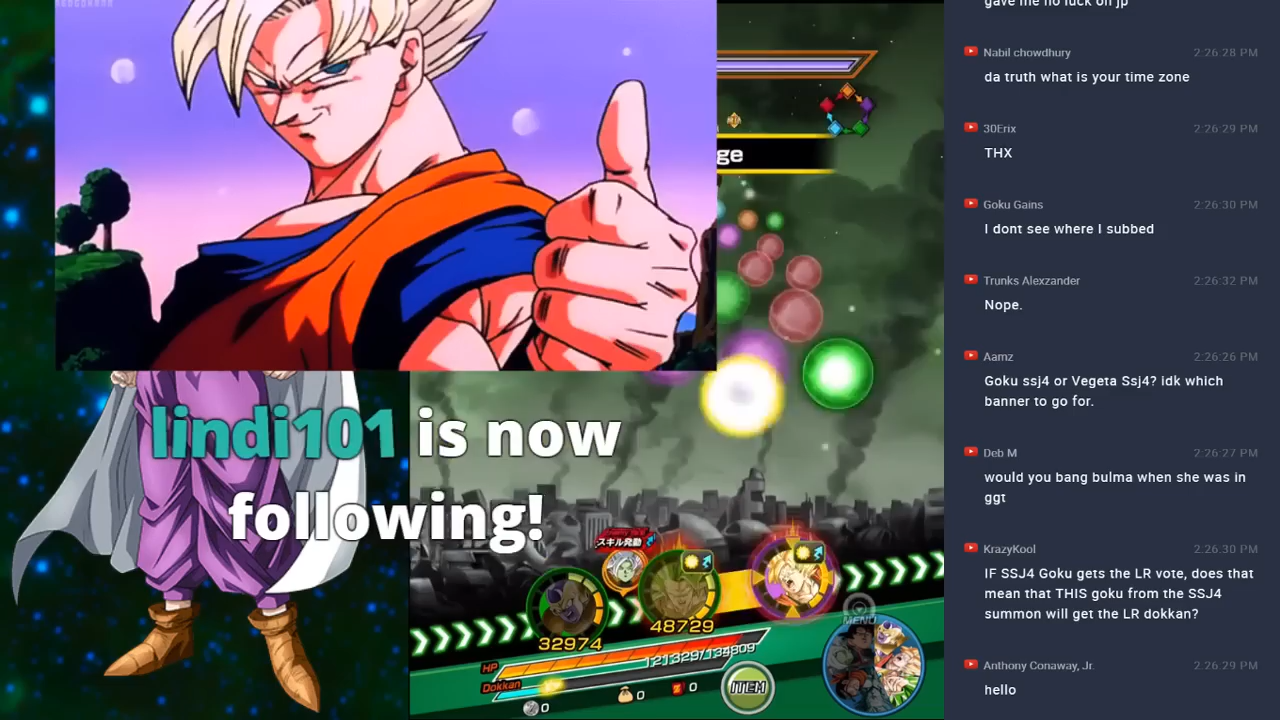 ge
lindi101 is now
following!
スキル発動
32974
48729
MENU
HP
121329/134809
Dokkan
0
0
0
ITEM
gave me no luck on jp
Nabil chowdhury 2:26:28 PM
da truth what is your time zone
30Erix 2:26:29 PM
THX
Goku Gains 2:26:30 PM
I dont see where I subbed
Trunks Alexzander 2:26:32 PM
Nope.
Aamz 2:26:26 PM
Goku ssj4 or Vegeta Ssj4? idk which
banner to go for.
Deb M 2:26:27 PM
would you bang bulma when she was in
ggt
KrazyKool 2:26:30 PM
IF SSJ4 Goku gets the LR vote, does that
mean that THIS goku from the SSJ4
summon will get the LR dokkan?
Anthony Conaway, Jr. 2:26:29 PM
hello